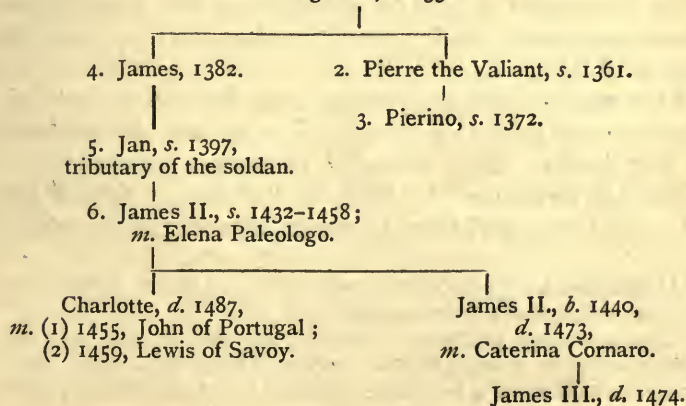 4. James, 1382.
2. Pierre the Valiant, s. 1361.
3. Pierino, s. 1372.
5. Jan, s. 1397,
tributary of the soldan.
6. James II., s. 1432–1458;
m. Elena Paleologo.
Charlotte, d. 1487,
m. (1) 1455, John of Portugal;
(2) 1459, Lewis of Savoy.
James II., b. 1440,
d. 1473,
m. Caterina Cornaro.
James III., d. 1474.